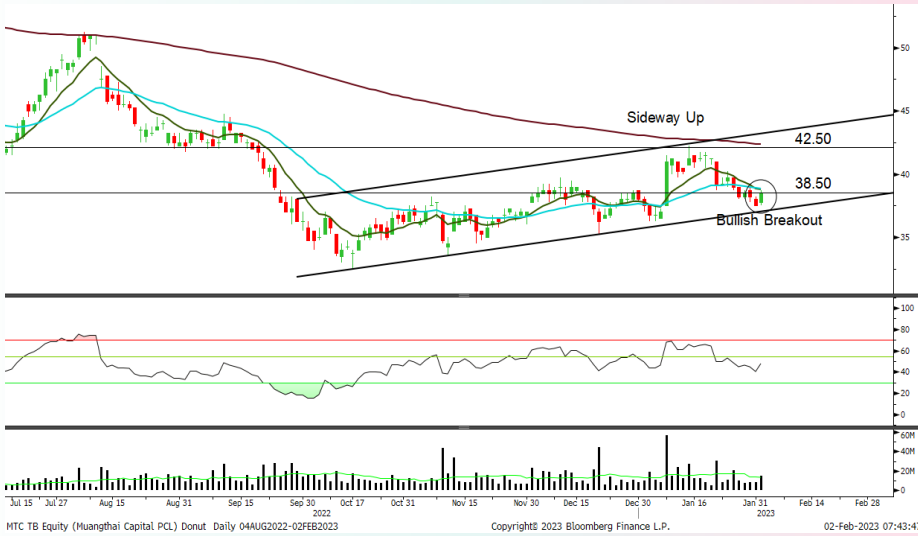 50
45
Sideway Up
42.50
40
38.50
Bullish Breakout
35
100
80
60
40
20
0
60M
40M
20M
0
Jul 15 Jul 27 Aug 15 Aug 31 Sep 15 Sep 30 Oct 17 Oct 31 Nov 15 Nov 30 Dec 15 Dec 30 Jan 16 Jan 31 Feb 14 Feb 28
2022 2023
MTC TB Equity (Muangthai Capital PCL) Donut Daily 04AUG2022-02FEB2023 Copyright© 2023 Bloomberg Finance L.P. 02-Feb-2023 07:43:4